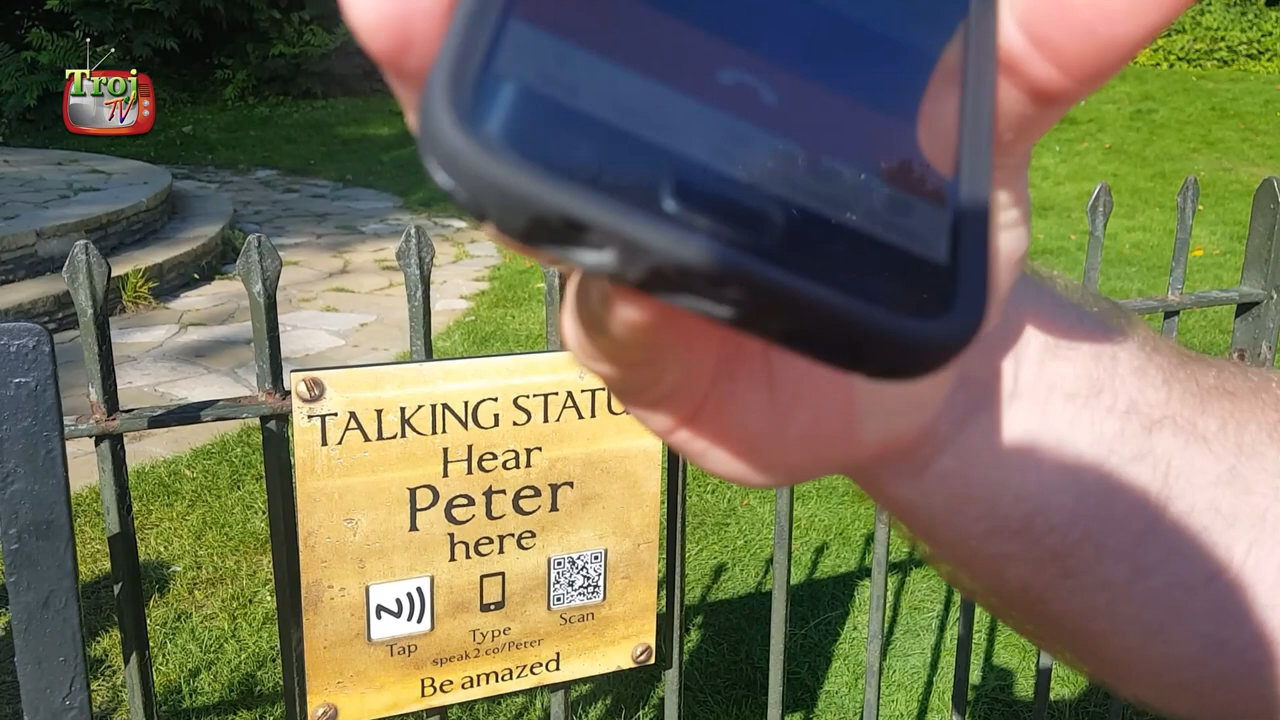 Troj
TV
TALKING STATU
Hear
Peter
here
Tap
Type
speak2.co/Peter
Scan
Be amazed